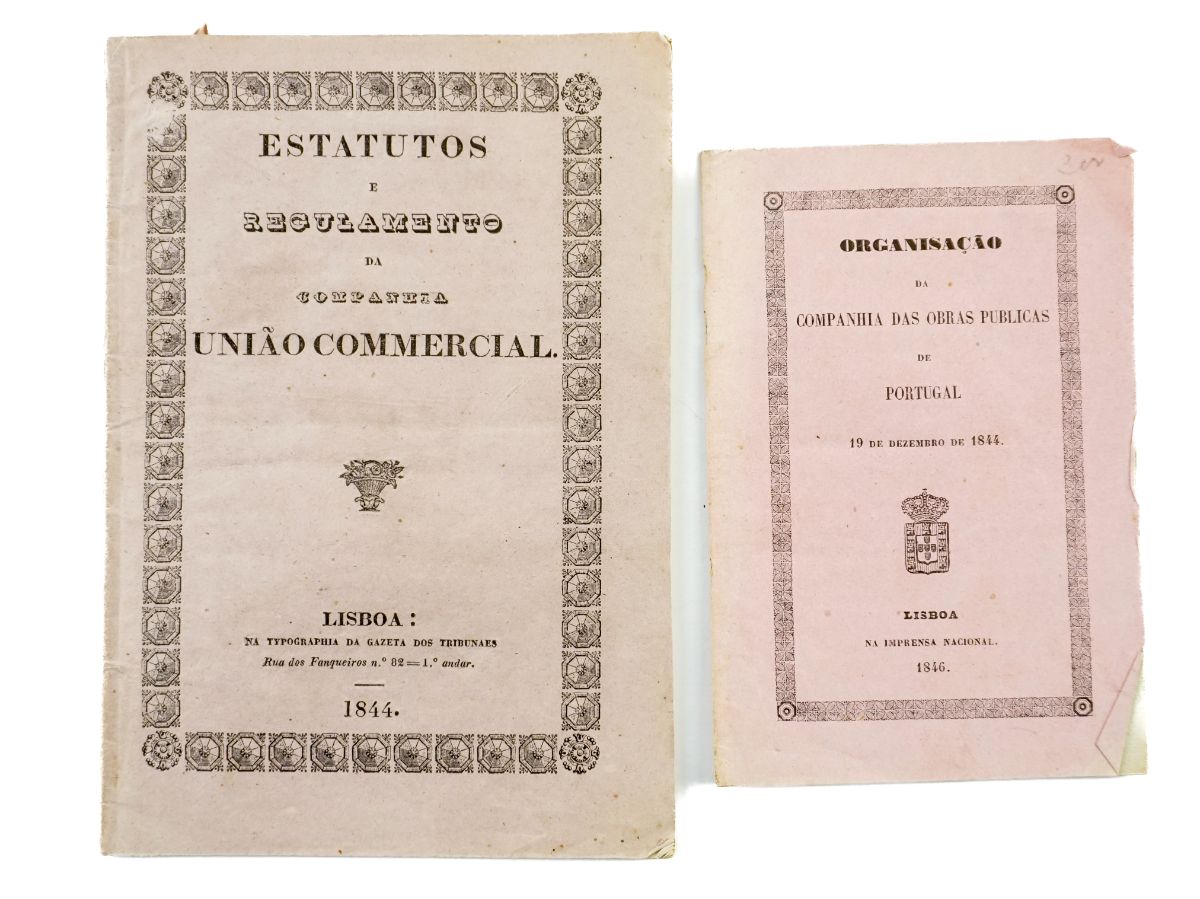 ESTATUTOS
E
REGULAMENTO
DA
COMPANHIA
UNIÃO COMMERCIAL.
LISBOA:
NA TYPOGRAPHIA DA GAZETA DOS TRIBUNAES
Rua dos Fanqueiros n.º 82=1.º andar.
1844.
ORGANISAÇÃO
DA
COMPANHIA DAS OBRAS PUBLICAS
DE
PORTUGAL
19 DE DEZEMBRO DE 1844.
LISBOA
NA IMPRENSA NACIONAL.
1846.